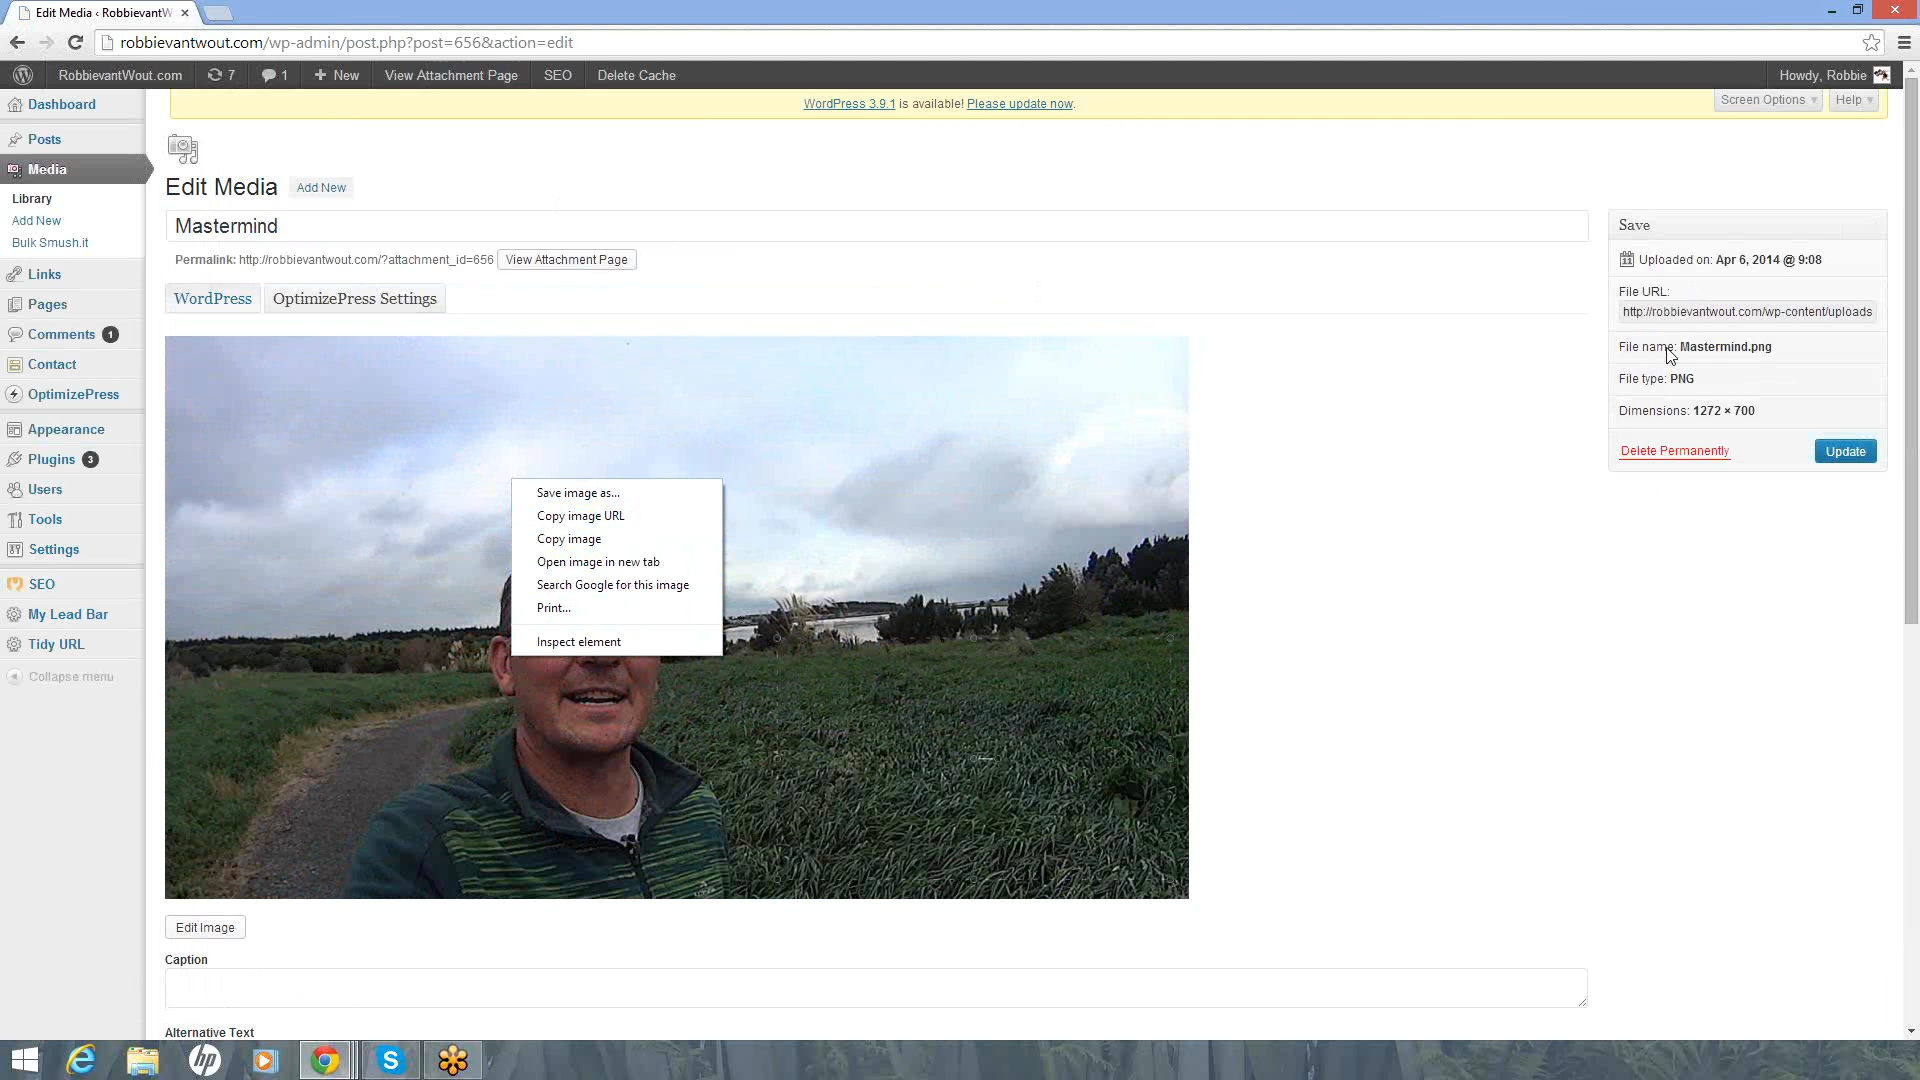 Edit Media ‹ RobbievantW
robbievantwout.com/wp-admin/post.php?post=656&action=edit
RobbievantWout.com 7 1 + New View Attachment Page SEO Delete Cache Howdy, Robbie
WordPress 3.9.1 is available! Please update now.
Screen Options Help
Dashboard
Posts
Media
Library
Add New
Bulk Smush.it
Links
Pages
Comments 1
Contact
OptimizePress
Appearance
Plugins 3
Users
Tools
Settings
SEO
My Lead Bar
Tidy URL
Collapse menu
Edit Media Add New
Mastermind
Permalink: http://robbievantwout.com/?attachment_id=656 View Attachment Page
WordPress OptimizePress Settings
Save image as...
Copy image URL
Copy image
Open image in new tab
Search Google for this image
Print...
Inspect element
Edit Image
Caption
Alternative Text
Save
11 Uploaded on: Apr 6, 2014 @ 9:08
File URL:
http://robbievantwout.com/wp-content/uploads
File name: Mastermind.png
File type: PNG
Dimensions: 1272 × 700
Delete Permanently Update
hp
S